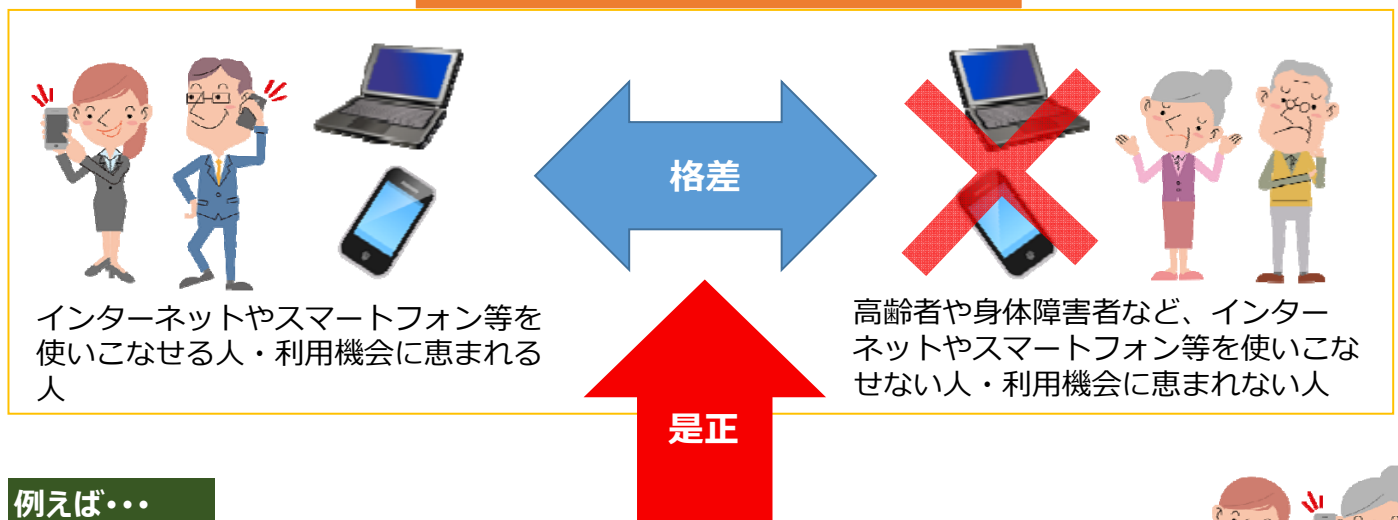 格差
インターネットやスマートフォン等を
使いこなせる人・利用機会に恵まれる
人
高齢者や身体障害者など、インター
ネットやスマートフォン等を使いこな
せない人・利用機会に恵まれない人
是正
例えば・・・